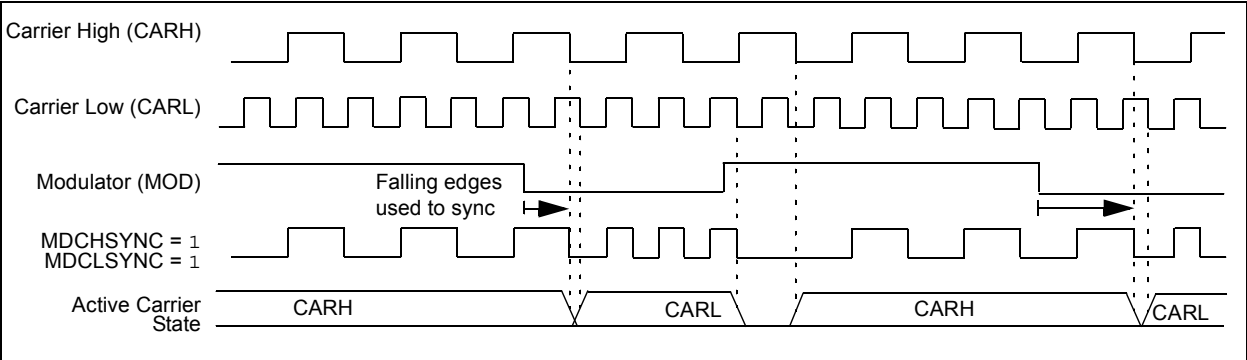 Carrier High (CARH)
Carrier Low (CARL)
Modulator (MOD)
Falling edges
used to sync
MDCHSYNC = 1
MDCLSYNC = 1
Active Carrier
State
CARH
CARL
CARH
CARL